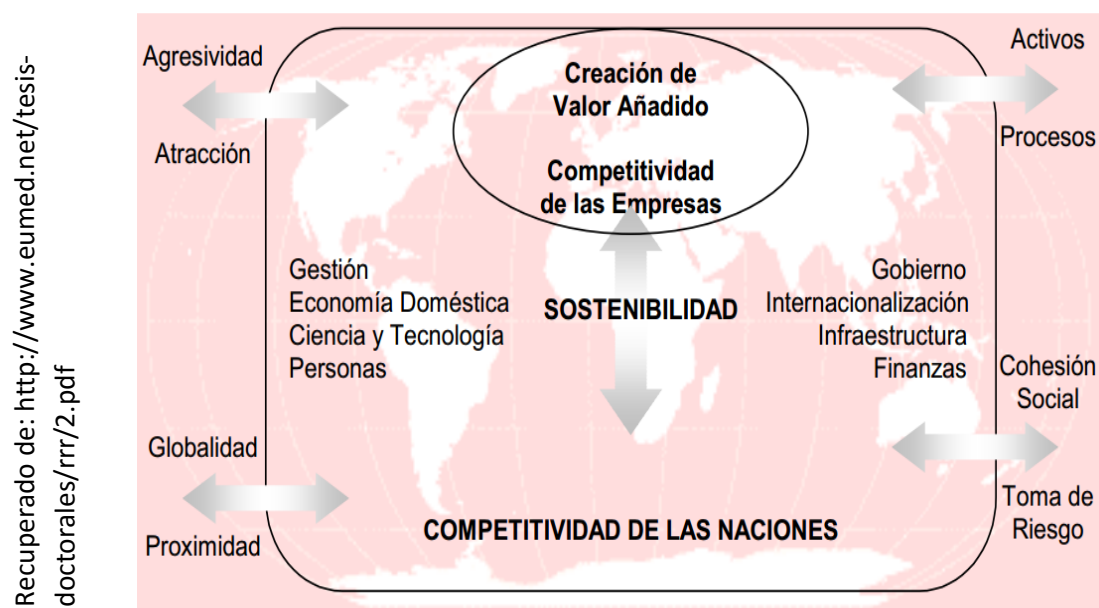 Recuperado de: http://www.eumed.net/tesis-
doctorales/rrr/2.pdf
Agresividad
Atracción
Creación de
Valor Añadido
Competitividad
de las Empresas
Activos
Procesos
Gestión
Economía Doméstica
Ciencia y Tecnología
Personas
SOSTENIBILIDAD
Gobierno
Internacionalización
Infraestructura
Finanzas
Cohesión
Social
Globalidad
Proximidad
COMPETITIVIDAD DE LAS NACIONES
Toma de
Riesgo